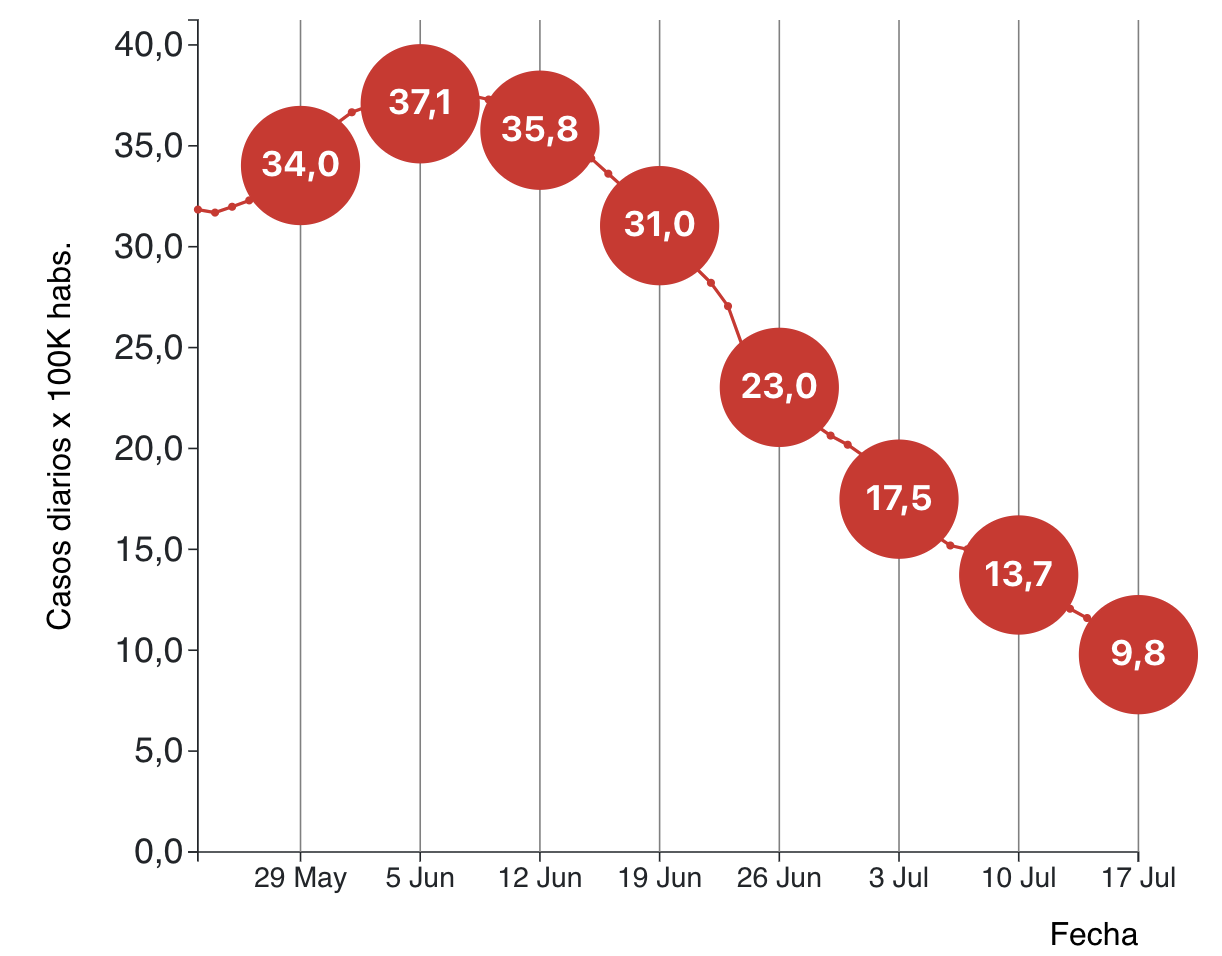 40,0
35,0
30,0
25,0
20,0
15,0
10,0
5,0
0,0
Casos diarios x 100K habs.
34,0
37,1
35,8
31,0
23,0
17,5
13,7
9,8
29 May
5 Jun
12 Jun
19 Jun
26 Jun
3 Jul
10 Jul
17 Jul
Fecha